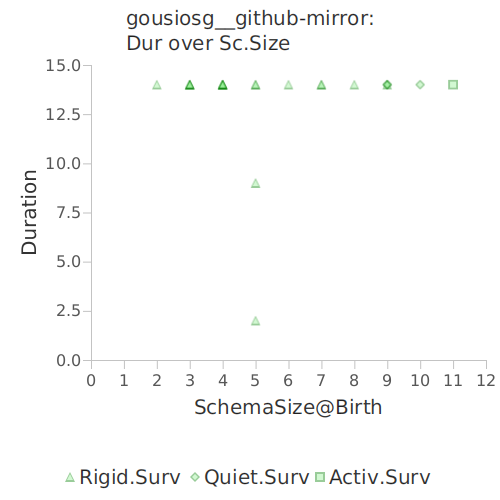 gousiosg__github-mirror:
Dur over Sc.Size
15.0
12.5
10.0
7.5
5.0
2.5
0.0
Duration
0 1 2 3 4 5 6 7 8 9 10 11 12
SchemaSize@Birth
Rigid.Surv Quiet.Surv Activ.Surv